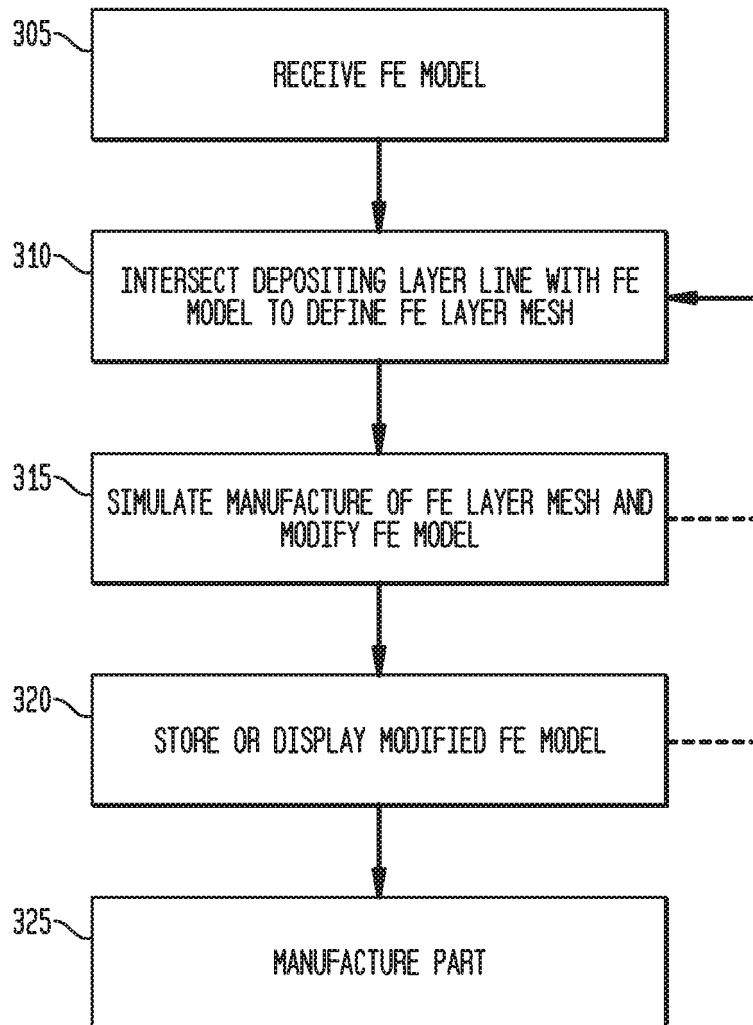 305
RECEIVE FE MODEL
310
INTERSECT DEPOSITING LAYER LINE WITH FE
MODEL TO DEFINE FE LAYER MESH
315
SIMULATE MANUFACTURE OF FE LAYER MESH AND
MODIFY FE MODEL
320
STORE OR DISPLAY MODIFIED FE MODEL
325
MANUFACTURE PART